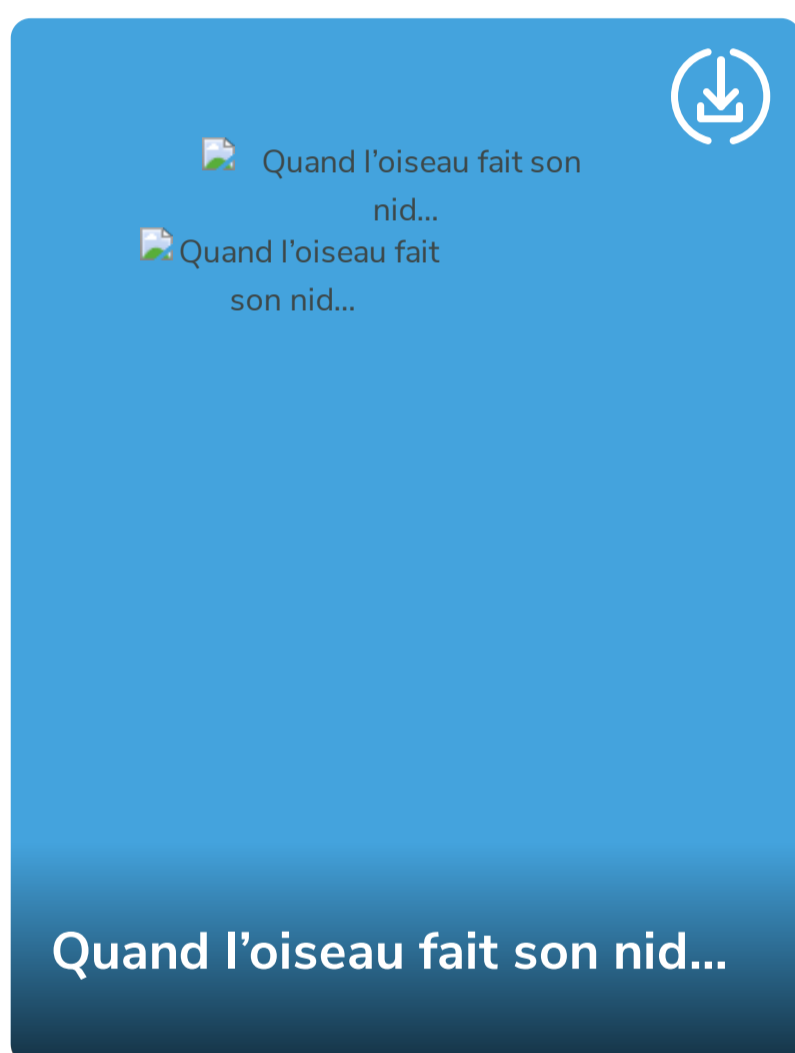 Quand l’oiseau fait son
nid...
Quand l’oiseau fait
son nid...
Quand l’oiseau fait son nid...